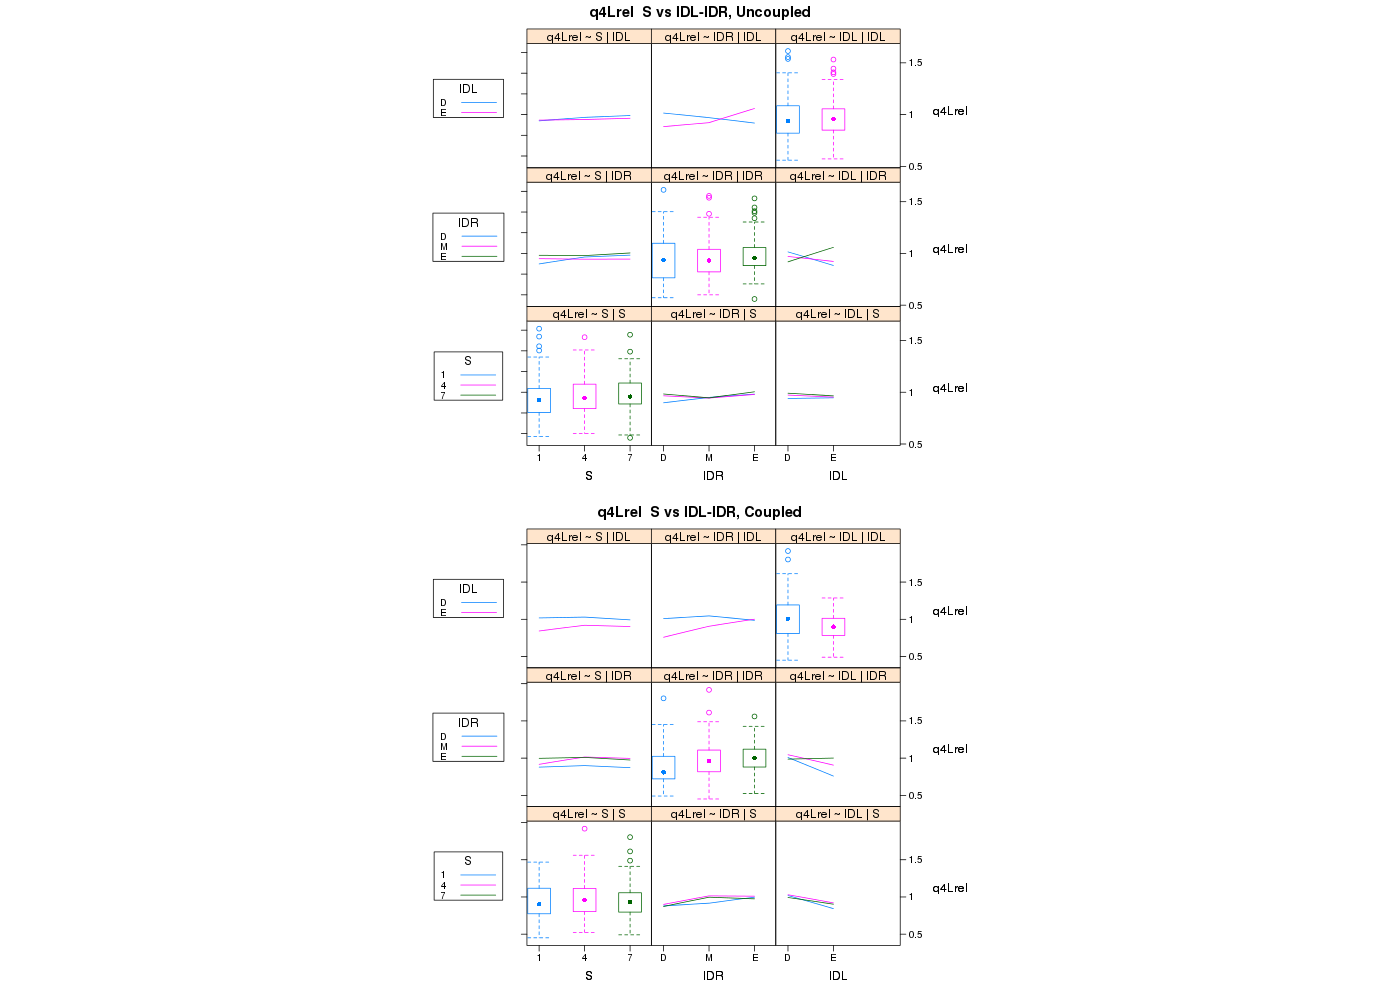 q4Lrel S vs IDL-IDR, Uncoupled
q4Lrel ~ S | IDL q4Lrel ~ IDR | IDL q4Lrel ~ IDL | IDL
IDL
D
E
1.5
1
0.5
q4Lrel
q4Lrel ~ S | IDR q4Lrel ~ IDR | IDR q4Lrel ~ IDL | IDR
IDR
D
M
E
1.5
1
0.5
q4Lrel
q4Lrel ~ S | S q4Lrel ~ IDR | S q4Lrel ~ IDL | S
S
1
4
7
1.5
1
0.5
q4Lrel
1 4 7 D M E D E
S IDR IDL
q4Lrel S vs IDL-IDR, Coupled
q4Lrel ~ S | IDL q4Lrel ~ IDR | IDL q4Lrel ~ IDL | IDL
IDL
D
E
1.5
1
0.5
q4Lrel
q4Lrel ~ S | IDR q4Lrel ~ IDR | IDR q4Lrel ~ IDL | IDR
IDR
D
M
E
1.5
1
0.5
q4Lrel
q4Lrel ~ S | S q4Lrel ~ IDR | S q4Lrel ~ IDL | S
S
1
4
7
1.5
1
0.5
q4Lrel
1 4 7 D M E D E
S IDR IDL